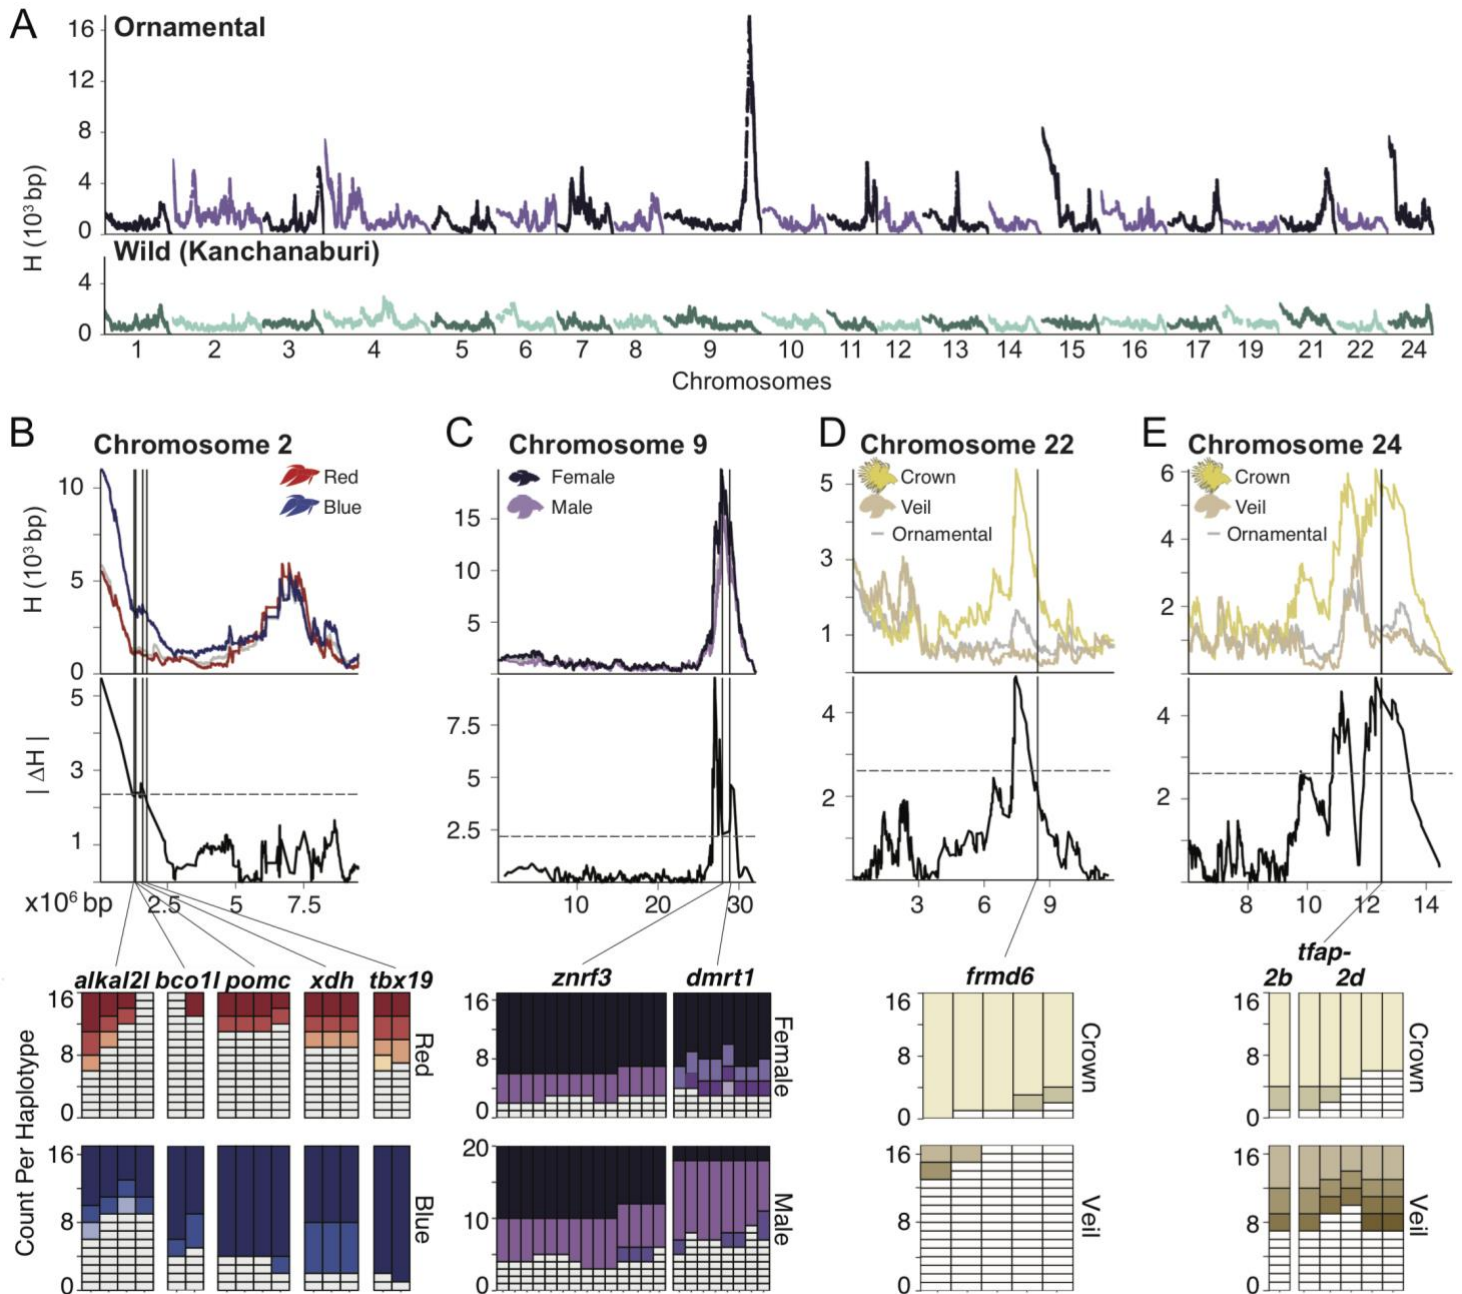 A
Ornamental
16
12
8
4
0
H (10³ bp)
Wild (Kanchanaburi)
4
0
1 2 3 4 5 6 7 8 9 10 11 12 13 14 15 16 17 19 21 22 24
Chromosomes
B
Chromosome 2
Red
Blue
10
5
0
H (10³ bp)
5
3
1
| ΔH |
x10⁶ bp
2.5 5 7.5
C
Chromosome 9
Female
Male
15
10
5
7.5
5
2.5
10 20 30
D
Chromosome 22
Crown
Veil
Ornamental
5
3
1
4
2
3 6 9
E
Chromosome 24
Crown
Veil
Ornamental
6
4
2
4
2
8 10 12 14
alkal2l bco1l pomc xdh tbx19
znrf3 dmrt1
frmd6
tfap-
2b 2d
Count Per Haplotype
16
8
0
Red
16
8
0
Blue
16
8
0
Female
20
10
0
Male
16
8
0
Crown
16
8
0
Veil
16
8
0
Crown
16
8
0
Veil